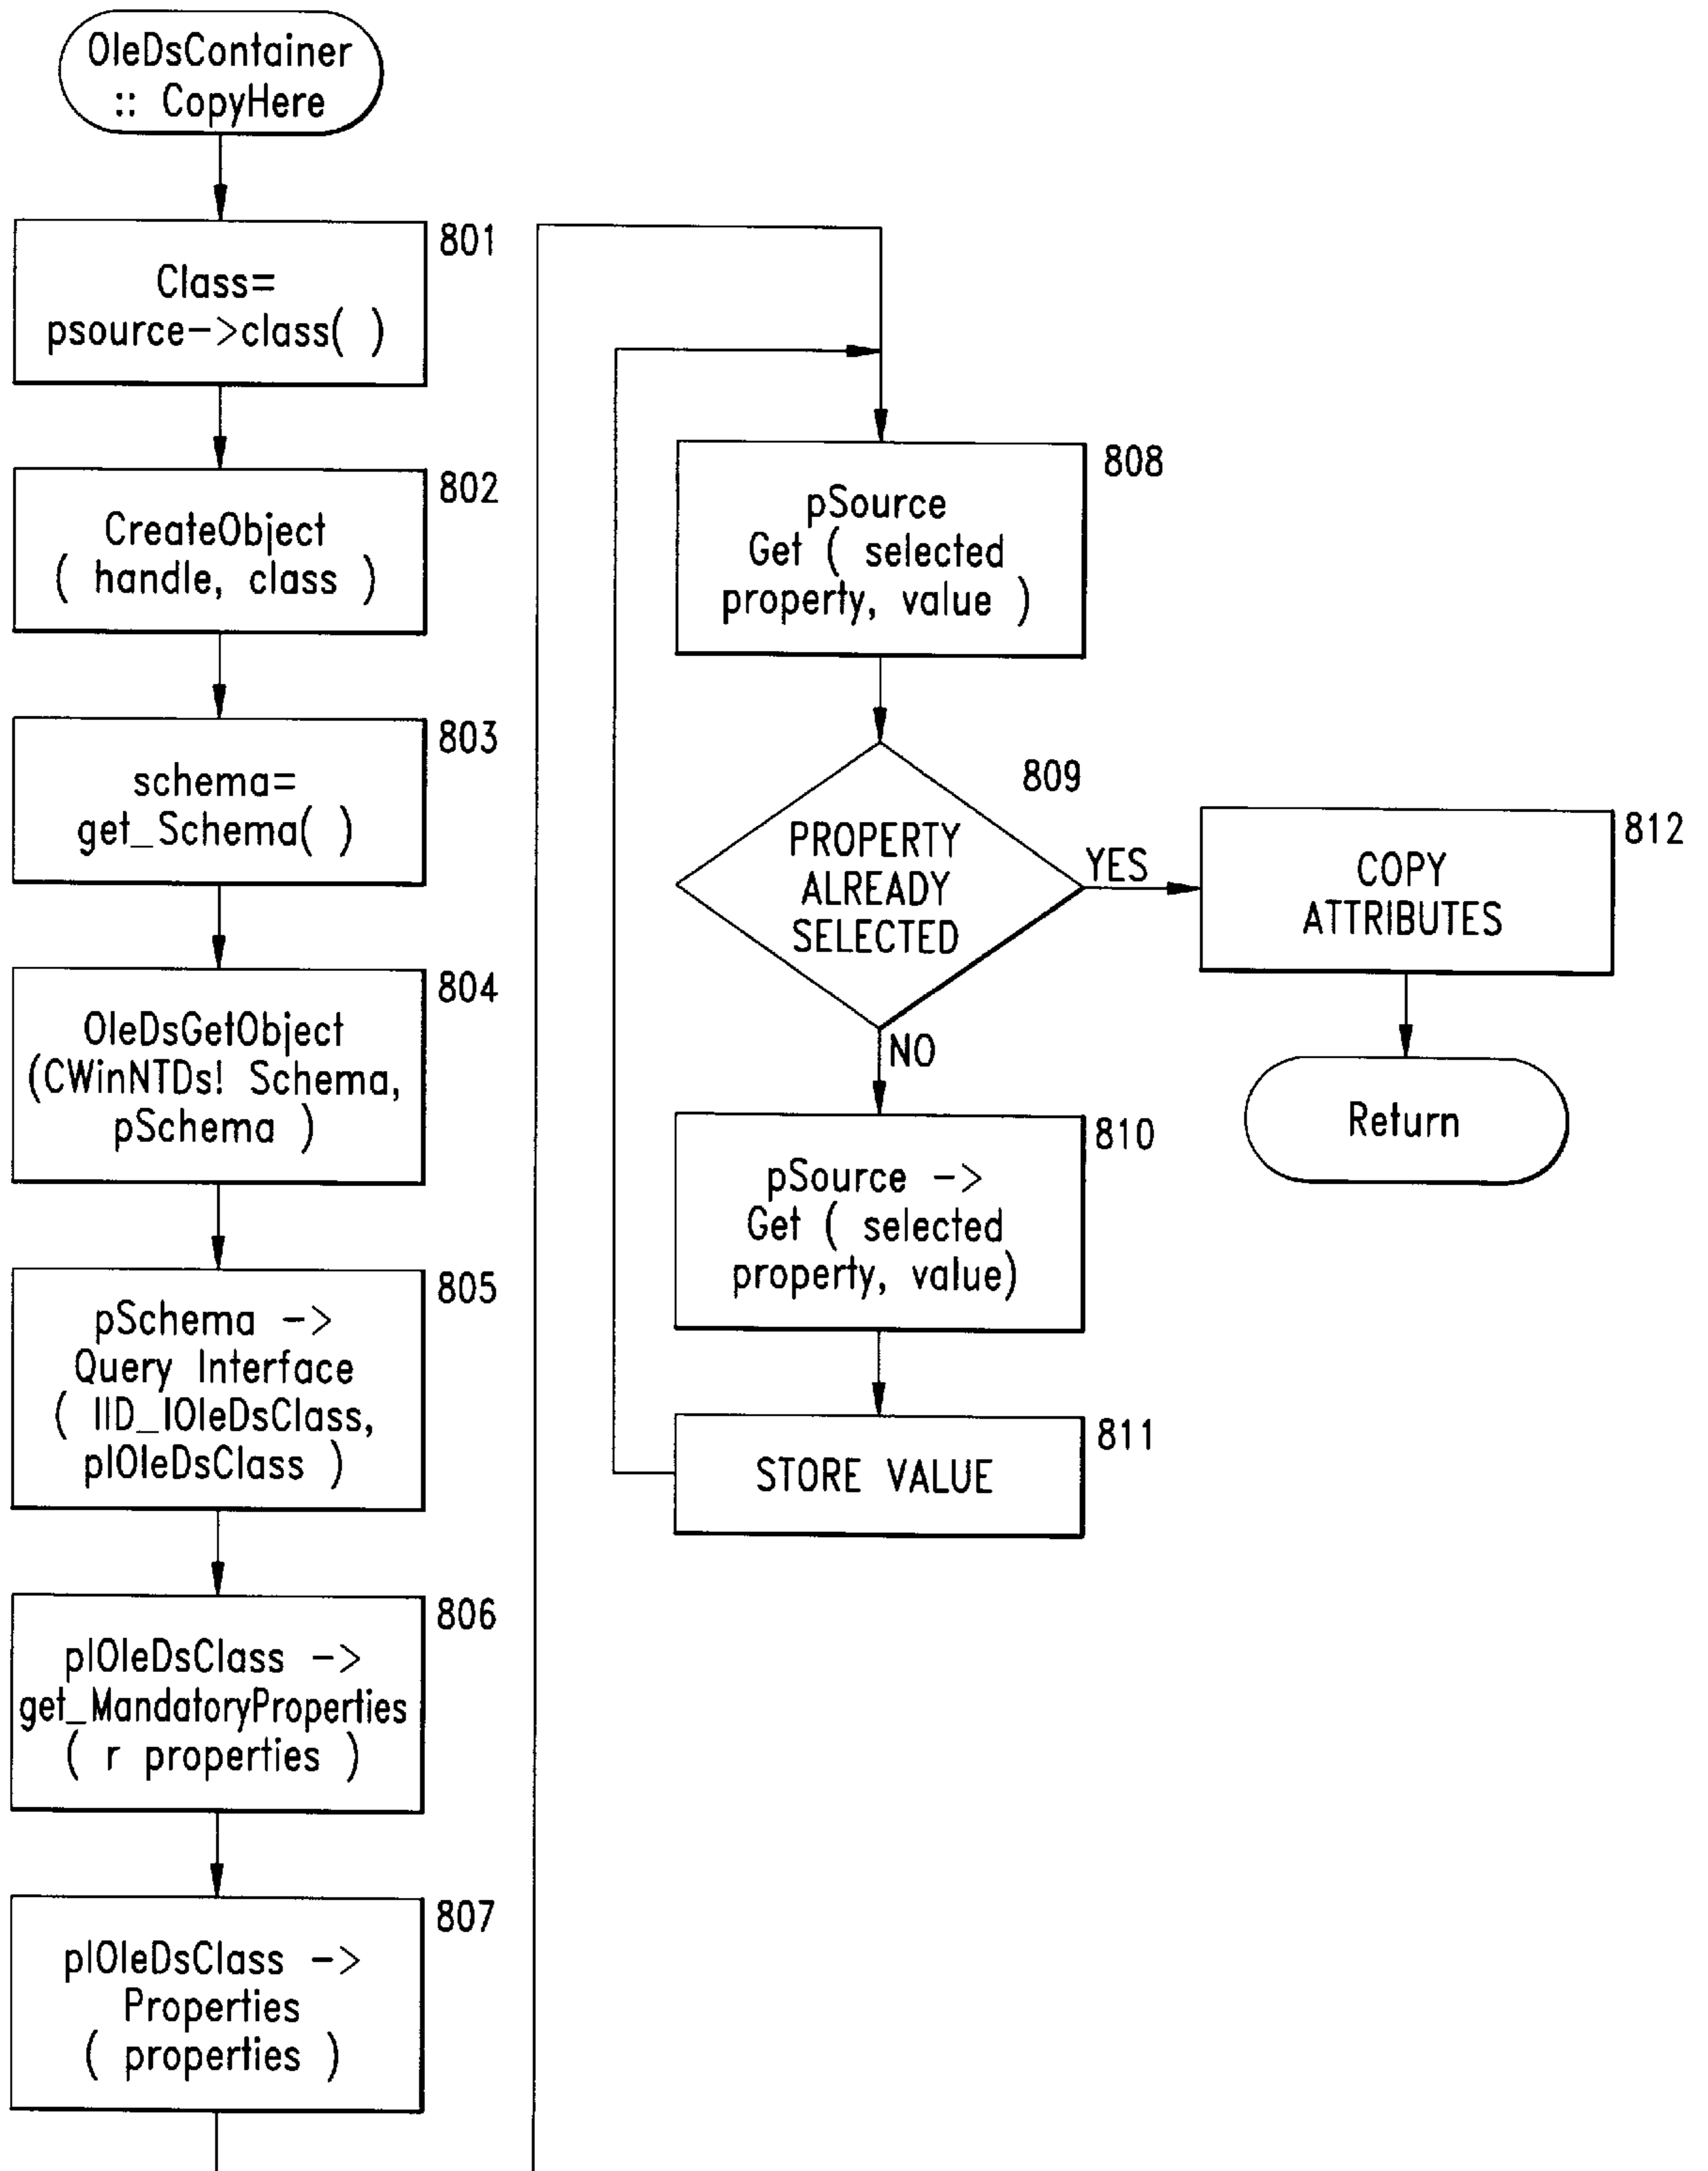 OleDsContainer
:: CopyHere
801
Class=
psource->class( )
802
CreateObject
( handle, class )
803
schema=
get_Schema( )
804
OleDsGetObject
(CWinNTDs! Schema,
pSchema )
805
pSchema ->
Query Interface
( IID_IOleDsClass,
pIOleDsClass )
806
pIOleDsClass ->
get_MandatoryProperties
( r properties )
807
pIOleDsClass ->
Properties
( properties )
808
pSource
Get ( selected
property, value )
809
PROPERTY
ALREADY
SELECTED
YES
NO
810
pSource ->
Get ( selected
property, value)
811
STORE VALUE
812
COPY
ATTRIBUTES
Return